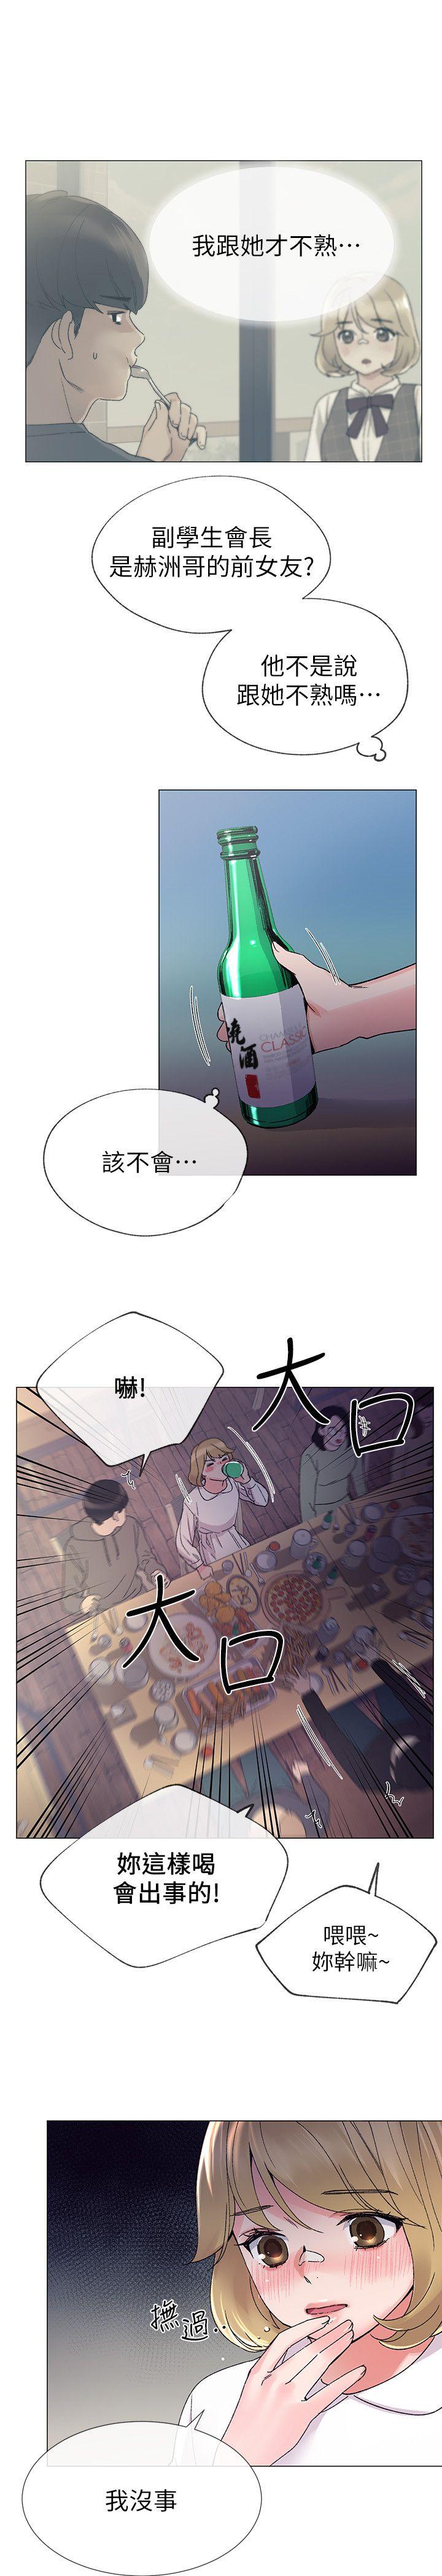 我跟她才不熟⋯
副學生會長
是赫洲哥的前女友?
他不是說
跟她不熟嗎⋯
燒酒
CLASSE
該不會⋯
嚇!
大口
大口
妳這樣喝
會出事的!
喂喂~
妳幹嘛~
撫過..
我沒事